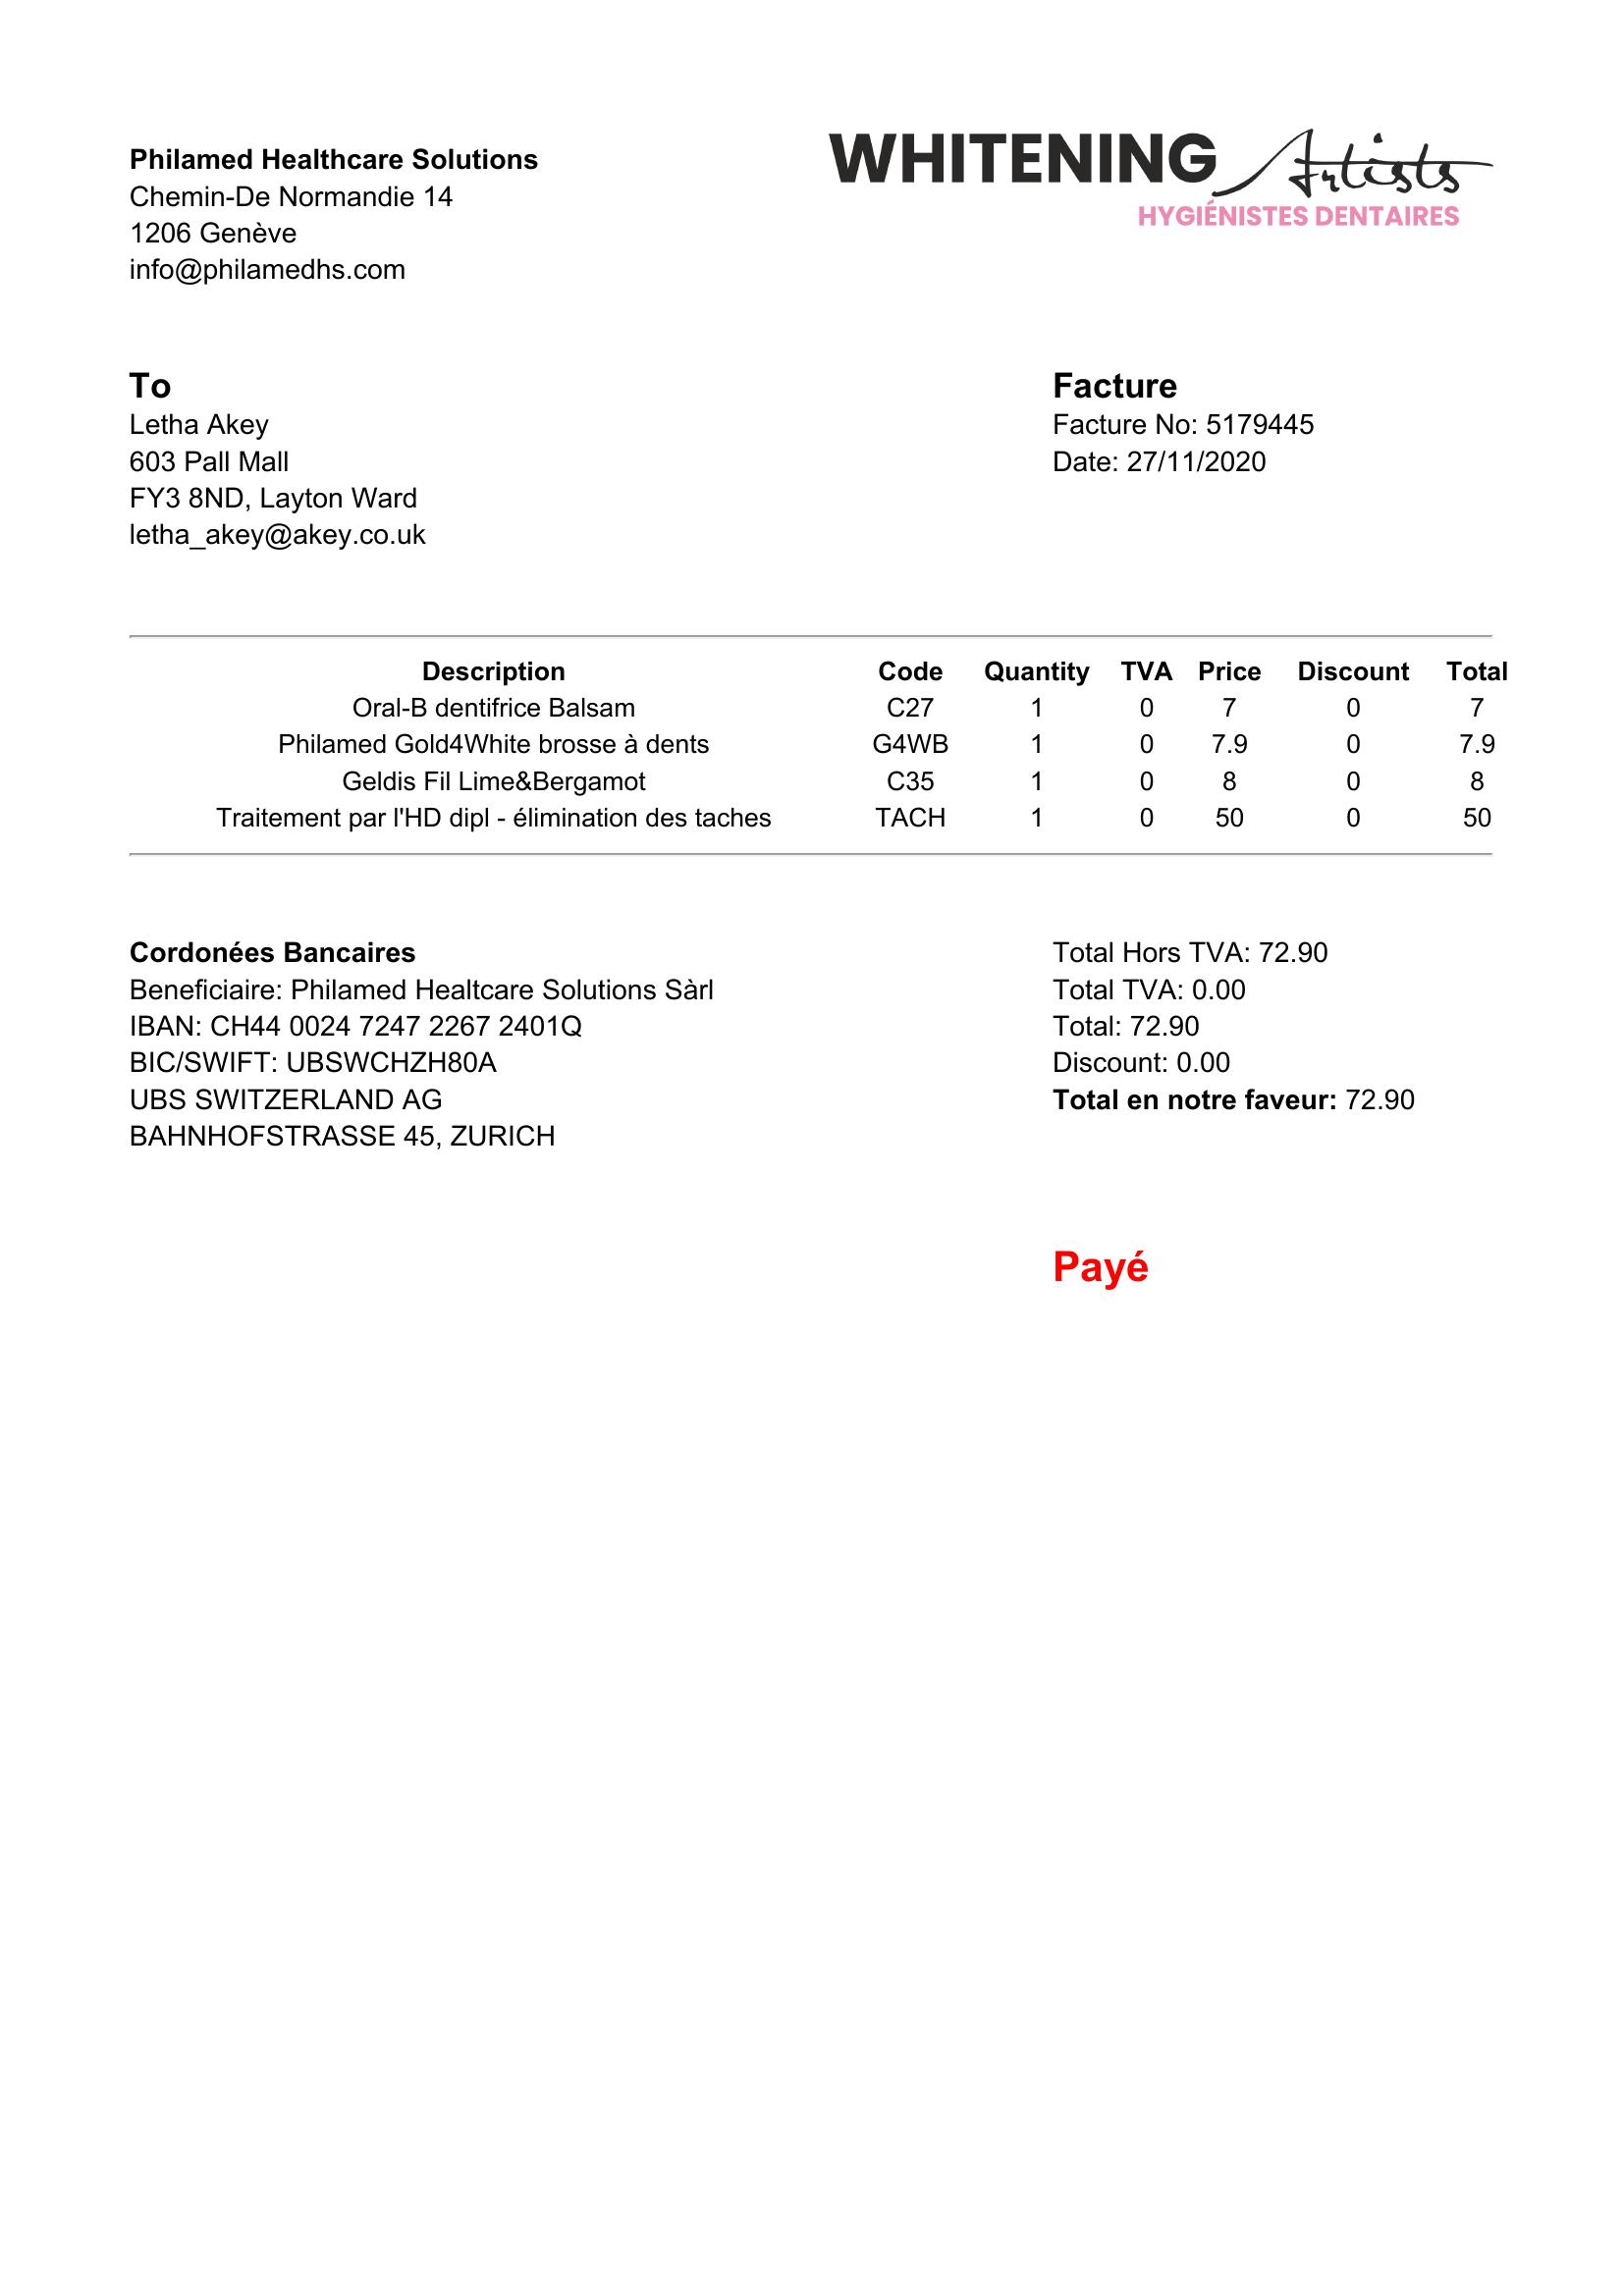 Philamed Healthcare Solutions
Chemin-De Normandie 14
1206 Genève
info@philamedhs.com
WHITENING Artists
HYGIÉNISTES DENTAIRES
To
Letha Akey
603 Pall Mall
FY3 8ND, Layton Ward
letha_akey@akey.co.uk
Facture
Facture No: 5179445
Date: 27/11/2020
Description Code Quantity TVA Price Discount Total
Oral-B dentifrice Balsam C27 1 0 7 0 7
Philamed Gold4White brosse à dents G4WB 1 0 7.9 0 7.9
Geldis Fil Lime&Bergamot C35 1 0 8 0 8
Traitement par l'HD dipl - élimination des taches TACH 1 0 50 0 50
Cordonées Bancaires
Beneficiaire: Philamed Healtcare Solutions Sàrl
IBAN: CH44 0024 7247 2267 2401Q
BIC/SWIFT: UBSWCHZH80A
UBS SWITZERLAND AG
BAHNHOFSTRASSE 45, ZURICH
Total Hors TVA: 72.90
Total TVA: 0.00
Total: 72.90
Discount: 0.00
Total en notre faveur: 72.90
Payé